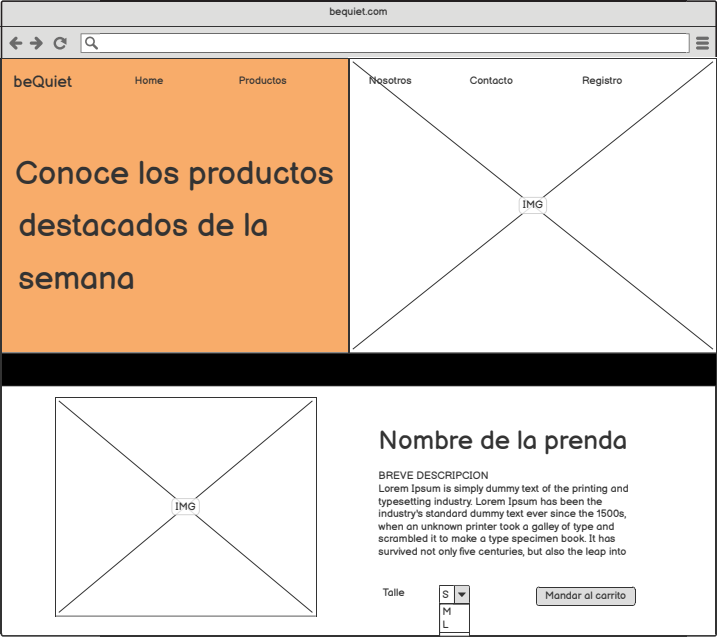 bequiet.com
beQuiet Home Productos Nosotros Contacto Registro
Conoce los productos
destacados de la
semana
IMG
IMG
Nombre de la prenda
BREVE DESCRIPCION
Lorem Ipsum is simply dummy text of the printing and
typesetting industry. Lorem Ipsum has been the
industry's standard dummy text ever since the 1500s,
when an unknown printer took a galley of type and
scrambled it to make a type specimen book. It has
survived not only five centuries, but also the leap into
Talle S Mandar al carrito
M
L